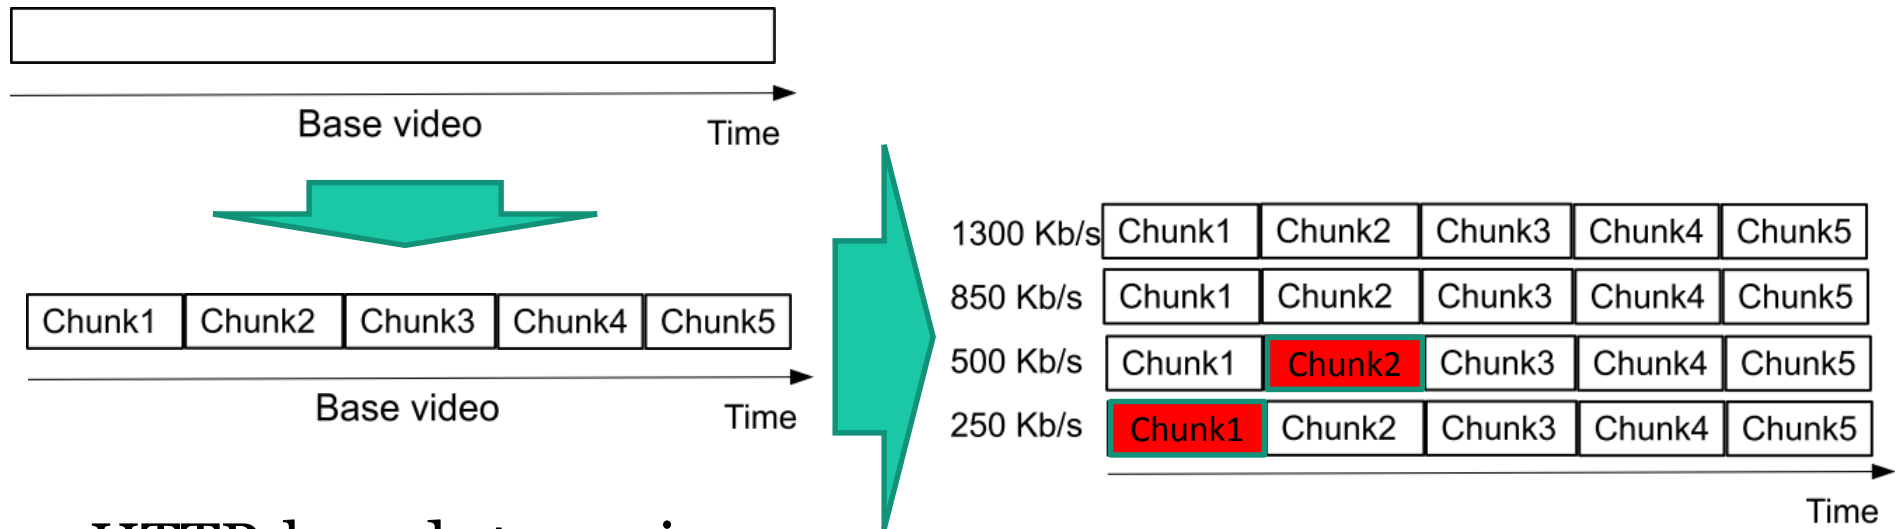 Base video
Time
Chunk1 Chunk2 Chunk3 Chunk4 Chunk5
Base video
Time
1300 Kb/s Chunk1 Chunk2 Chunk3 Chunk4 Chunk5
850 Kb/s Chunk1 Chunk2 Chunk3 Chunk4 Chunk5
500 Kb/s Chunk1 Chunk2 Chunk3 Chunk4 Chunk5
250 Kb/s Chunk1 Chunk2 Chunk3 Chunk4 Chunk5
Time